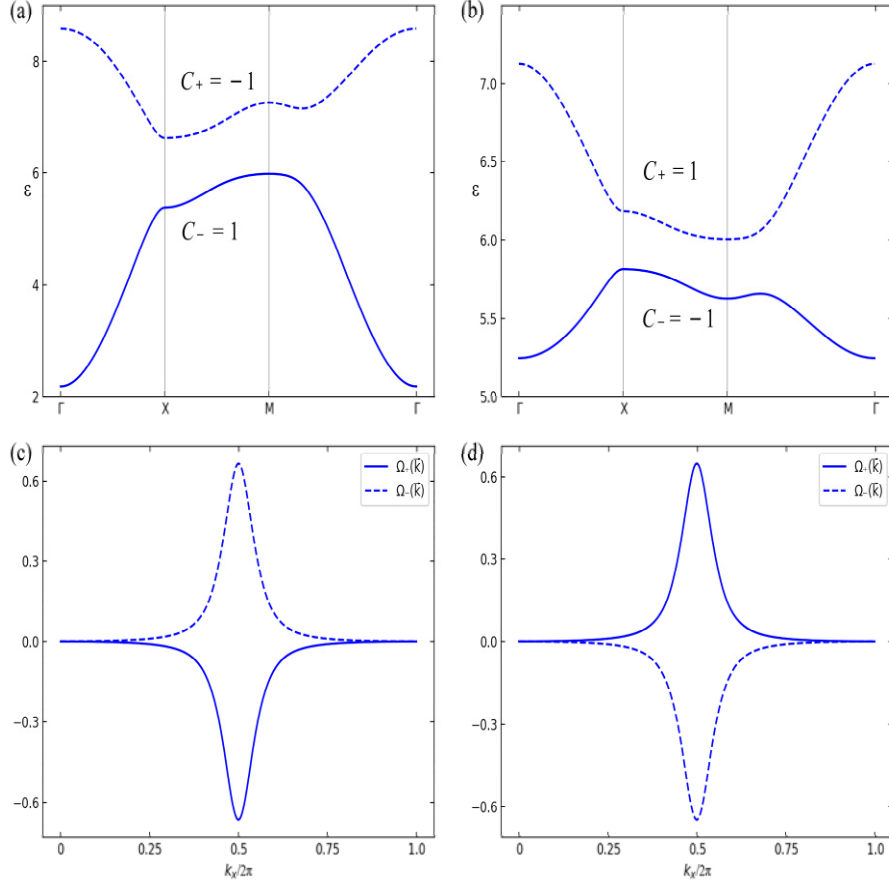 (a)
8
6
4
2
ε
C₊ = −1
C₋ = 1
Γ
X
M
Γ
(b)
7.0
6.5
6.0
5.5
5.0
ε
C₊ = 1
C₋ = −1
Γ
X
M
Γ
(c)
0.6
0.3
0.0
−0.3
−0.6
Ω₊(k⃗)
Ω₋(k⃗)
0
0.25
0.5
0.75
1.0
kₓ/2π
(d)
0.6
0.3
0.0
−0.3
−0.6
Ω₊(k⃗)
Ω₋(k⃗)
0
0.25
0.5
0.75
1.0
kₓ/2π